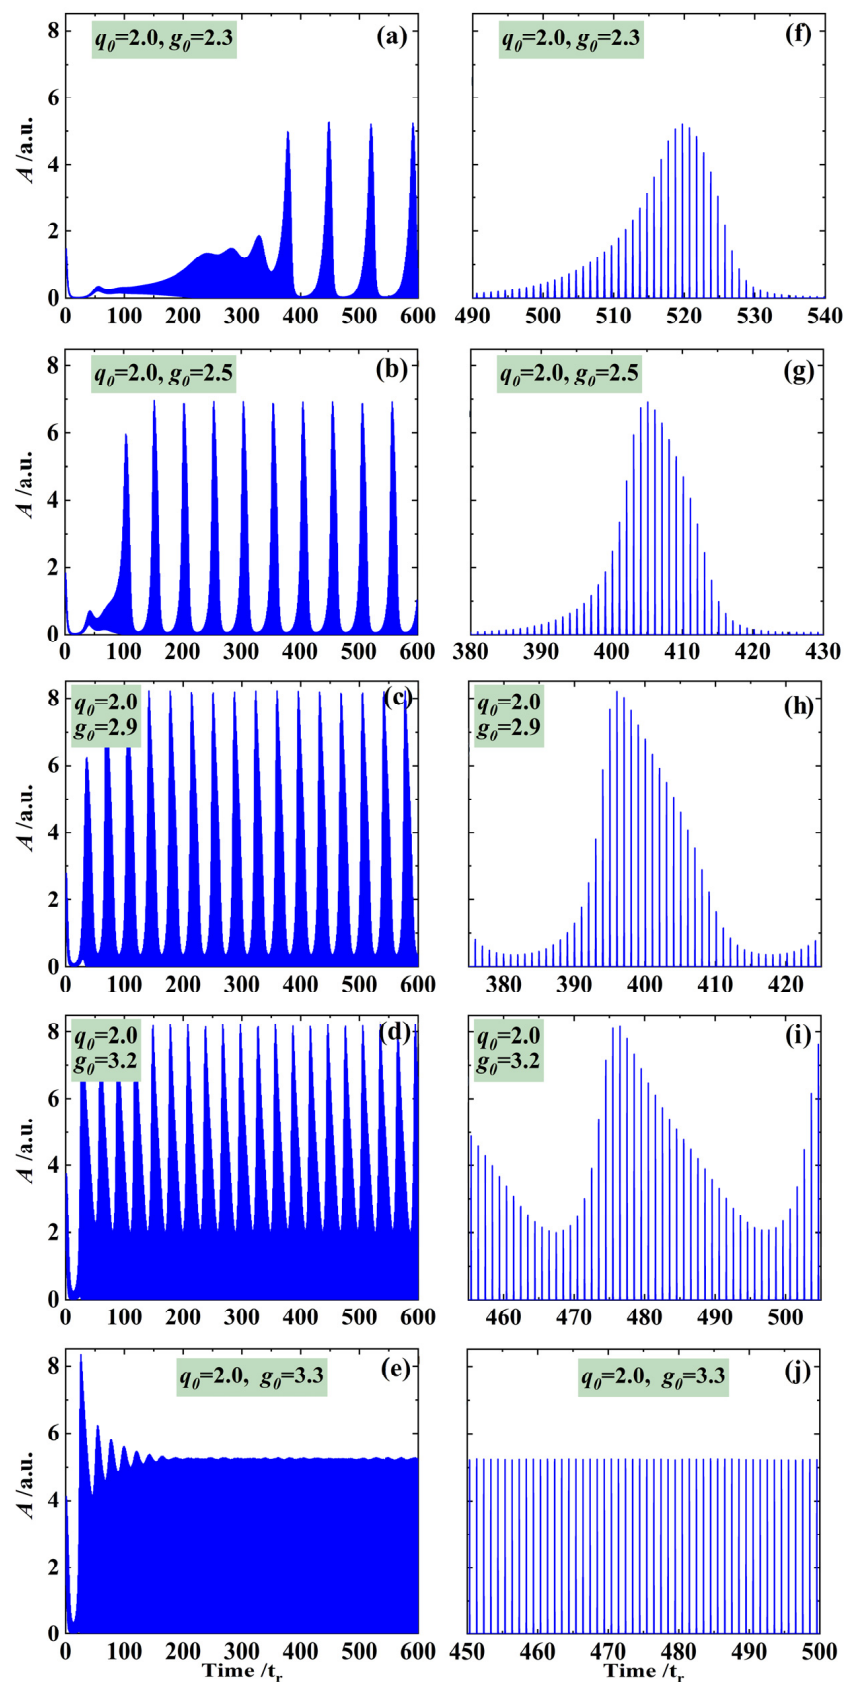 8
6
4
2
0
A /a.u.
q0=2.0, g0=2.3
(a)
0 100 200 300 400 500 600
8
6
4
2
0
A /a.u.
q0=2.0, g0=2.5
(b)
0 100 200 300 400 500 600
8
6
4
2
0
A /a.u.
q0=2.0
g0=2.9
(c)
0 100 200 300 400 500 600
8
6
4
2
0
A /a.u.
q0=2.0
g0=3.2
(d)
0 100 200 300 400 500 600
8
6
4
2
0
A /a.u.
q0=2.0, g0=3.3
(e)
0 100 200 300 400 500 600
Time /tr
q0=2.0, g0=2.3
(f)
490 500 510 520 530 540
q0=2.0, g0=2.5
(g)
380 390 400 410 420 430
q0=2.0
g0=2.9
(h)
380 390 400 410 420
q0=2.0
g0=3.2
(i)
460 470 480 490 500
q0=2.0, g0=3.3
(j)
450 460 470 480 490 500
Time /tr